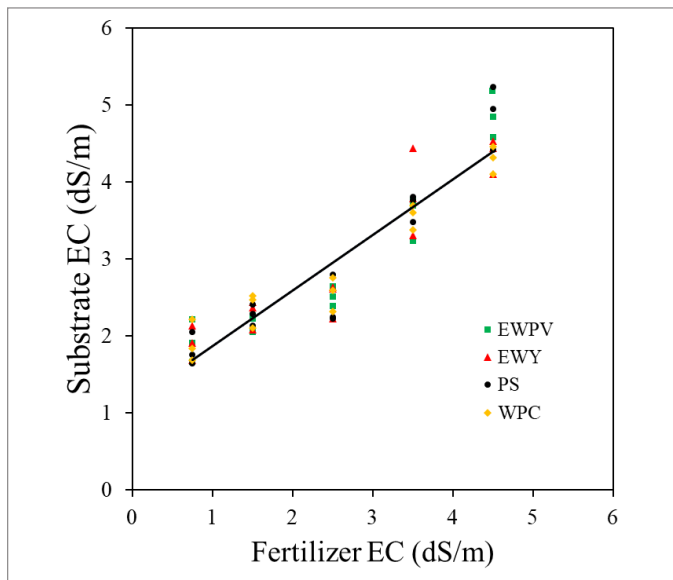 6
5
4
3
2
1
0
Substrate EC (dS/m)
EWPV
EWY
PS
WPC
1 2 3 4 5 6
Fertilizer EC (dS/m)